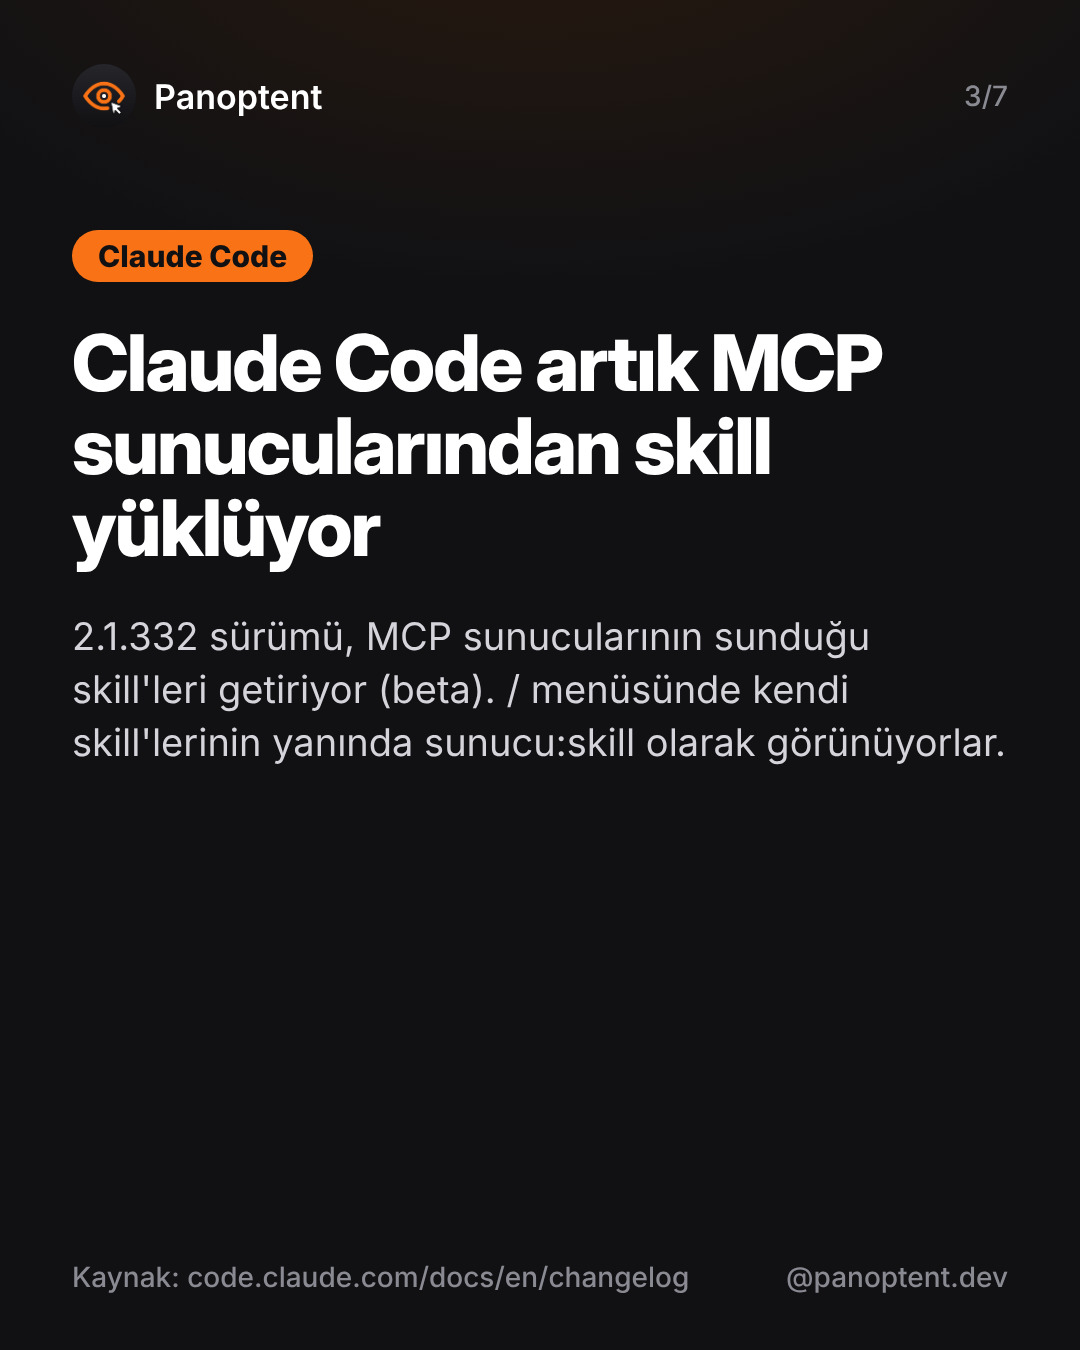 Panoptent
3/7
Claude Code
Claude Code artık MCP
sunucularından skill
yüklüyor
2.1.332 sürümü, MCP sunucularının sunduğu
skill'leri getiriyor (beta). / menüsünde kendi
skill'lerinin yanında sunucu:skill olarak görünüyorlar.
Kaynak: code.claude.com/docs/en/changelog
@panoptent.dev